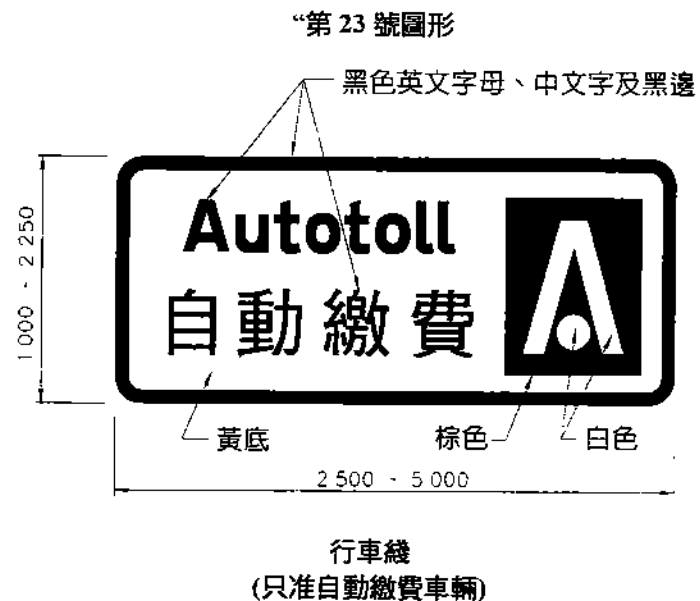 “第 23 號圖形
黑色英文字母、中文字及黑邊
1 000 - 2 250
Autotoll
自動繳費
黃底
棕色
白色
2 500 - 5 000
行車綫
(只准自動繳費車輛)